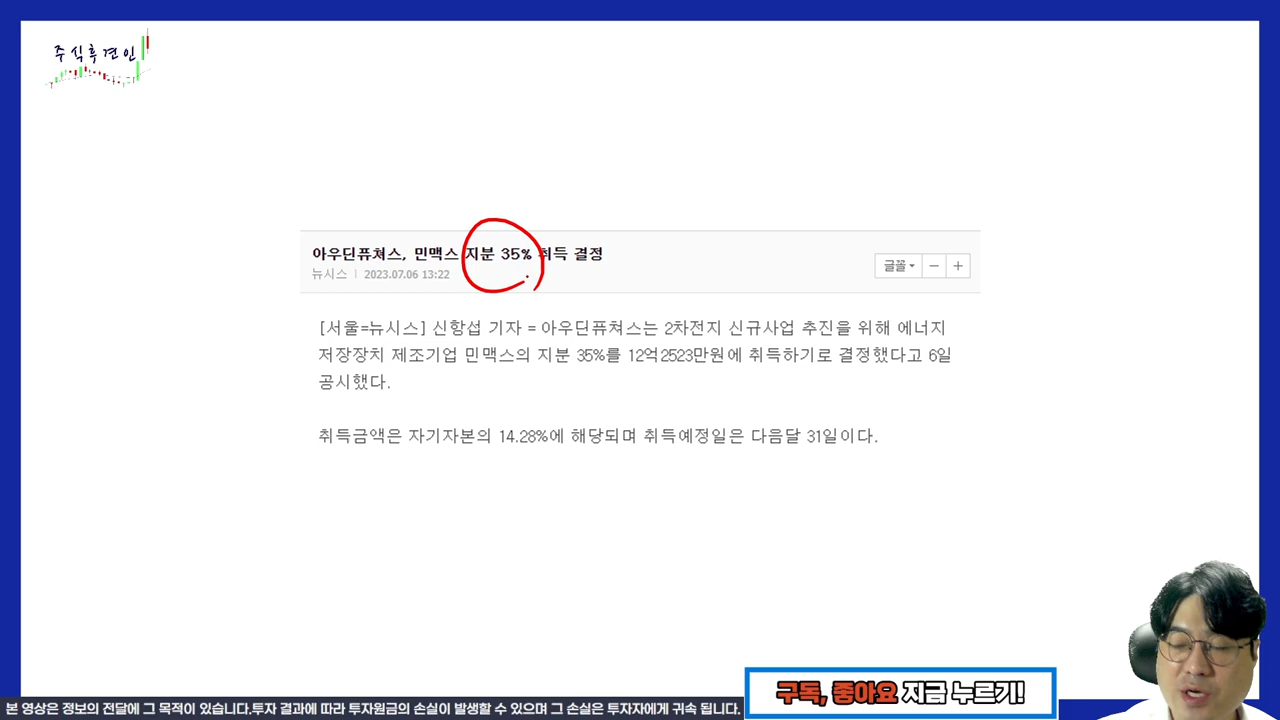 주식후견인
아우딘퓨쳐스, 민맥스 지분 35% 취득 결정
뉴시스 | 2023.07.06 13:22
글꼴 − +
[서울=뉴시스] 신항섭 기자 = 아우딘퓨쳐스는 2차전지 신규사업 추진을 위해 에너지
저장장치 제조기업 민맥스의 지분 35%를 12억2523만원에 취득하기로 결정했다고 6일
공시했다.
취득금액은 자기자본의 14.28%에 해당되며 취득예정일은 다음달 31일이다.
구독, 좋아요 지금 누르기!
본 영상은 정보의 전달에 그 목적이 있습니다.투자 결과에 따라 투자원금의 손실이 발생할 수 있으며 그 손실은 투자자에게 귀속 됩니다.